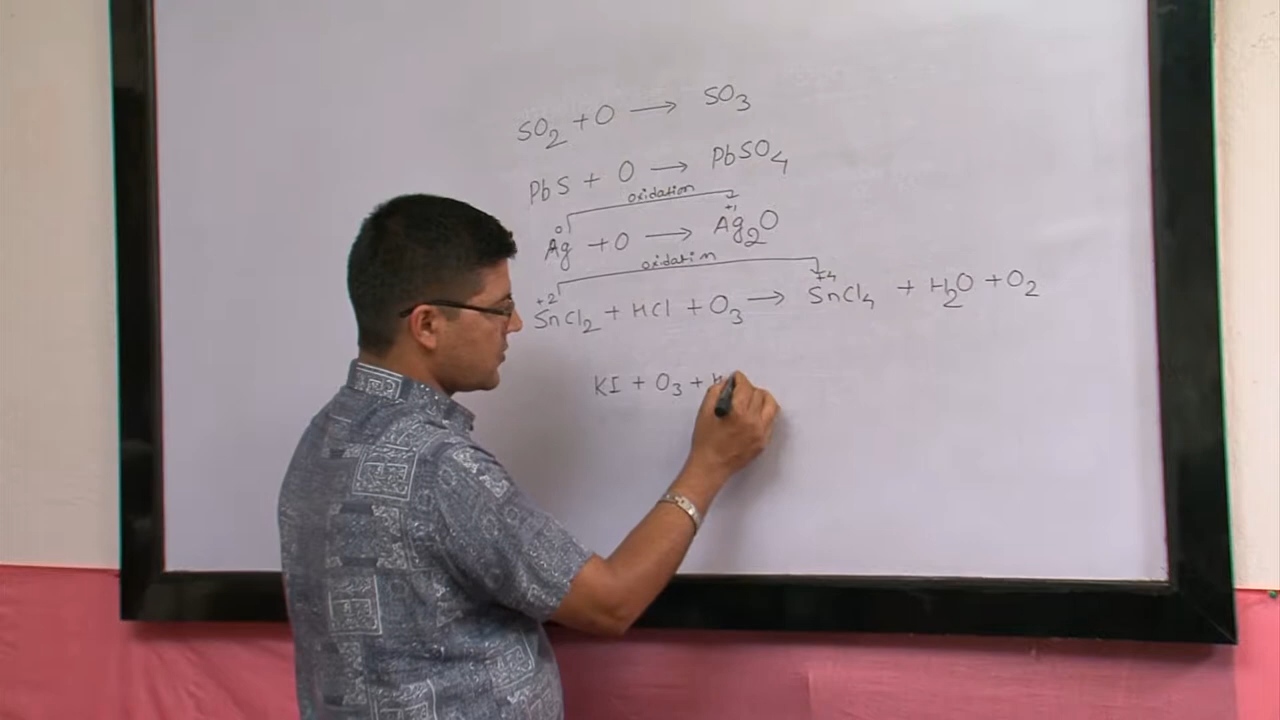 SO2 + O → SO3
PbS + O → PbSO4
oxidation
0 +1
Ag + O → Ag2O
oxidation
+2 +4
SnCl2 + HCl + O3 → SnCl4 + H2O + O2
KI + O3 + H